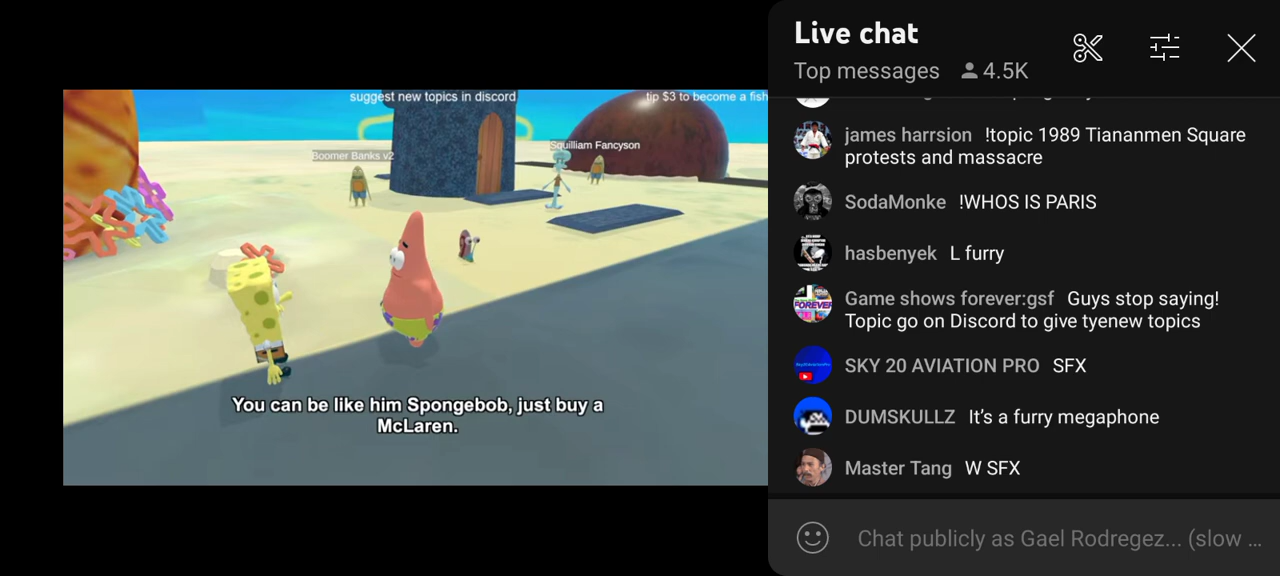 suggest new topics in discord
tip $3 to become a fish
Boomer Banks v2
Squilliam Fancyson
You can be like him Spongebob, just buy a
McLaren.
Live chat
Top messages 4.5K
james harrsion !topic 1989 Tiananmen Square
protests and massacre
SodaMonke !WHOS IS PARIS
hasbenyek L furry
Game shows forever:gsf Guys stop saying!
Topic go on Discord to give tyenew topics
SKY 20 AVIATION PRO SFX
DUMSKULLZ It’s a furry megaphone
Master Tang W SFX
Chat publicly as Gael Rodregez... (slow ...